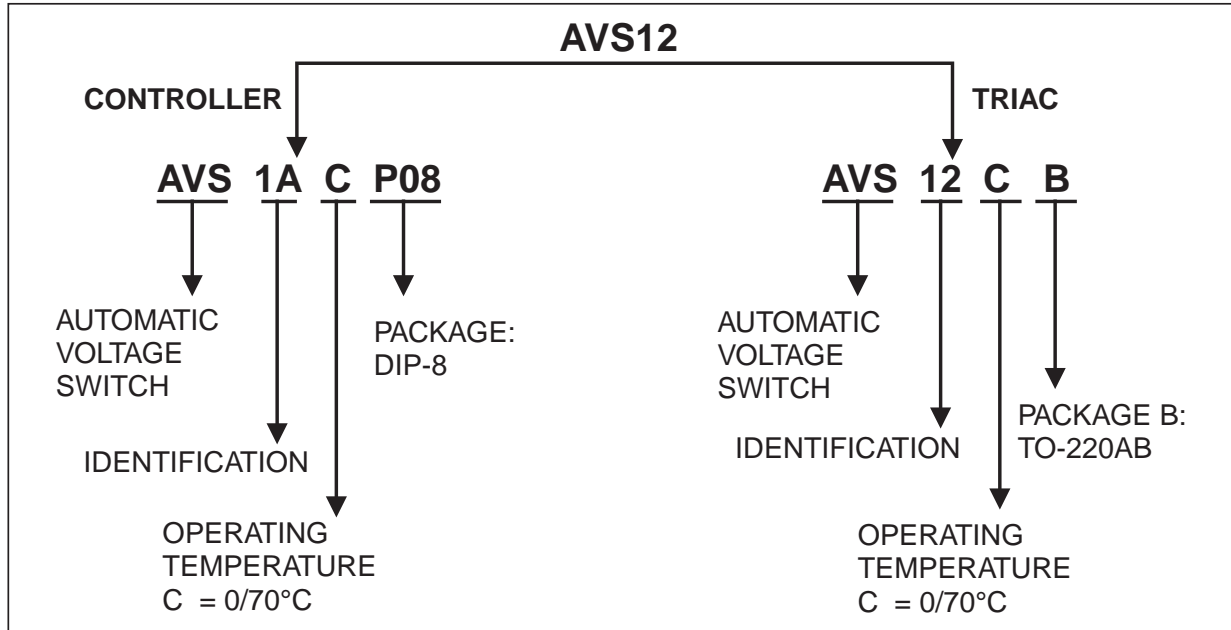 AVS12
CONTROLLER
TRIAC
AVS 1A C P08
AUTOMATIC
VOLTAGE
SWITCH
PACKAGE:
DIP-8
IDENTIFICATION
OPERATING
TEMPERATURE
C = 0/70°C
AVS 12 C B
AUTOMATIC
VOLTAGE
SWITCH
PACKAGE B:
TO-220AB
IDENTIFICATION
OPERATING
TEMPERATURE
C = 0/70°C